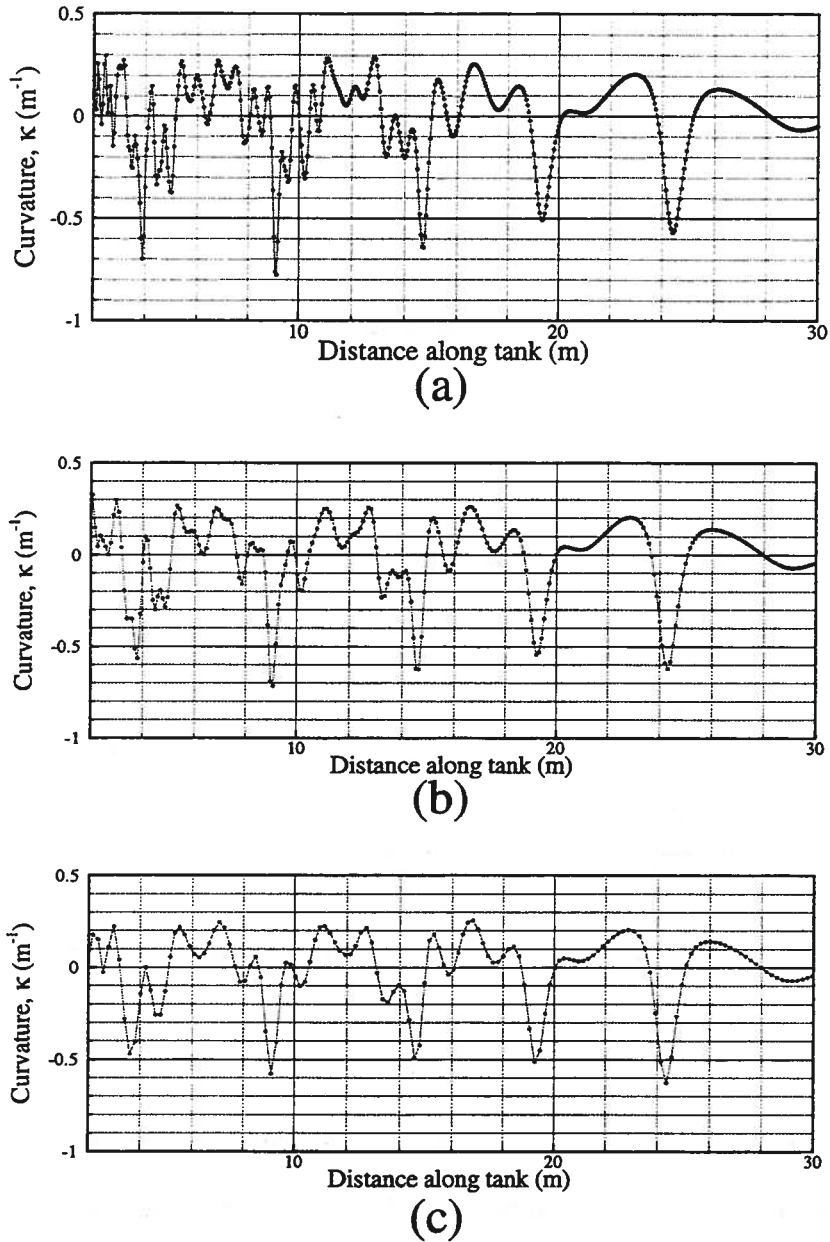 0.5
0
-0.5
-1
Curvature, κ (m⁻¹)
10 20 30
Distance along tank (m)
(a)
0.5
0
-0.5
-1
Curvature, κ (m⁻¹)
10 20 30
Distance along tank (m)
(b)
0.5
0
-0.5
-1
Curvature, κ (m⁻¹)
10 20 30
Distance along tank (m)
(c)